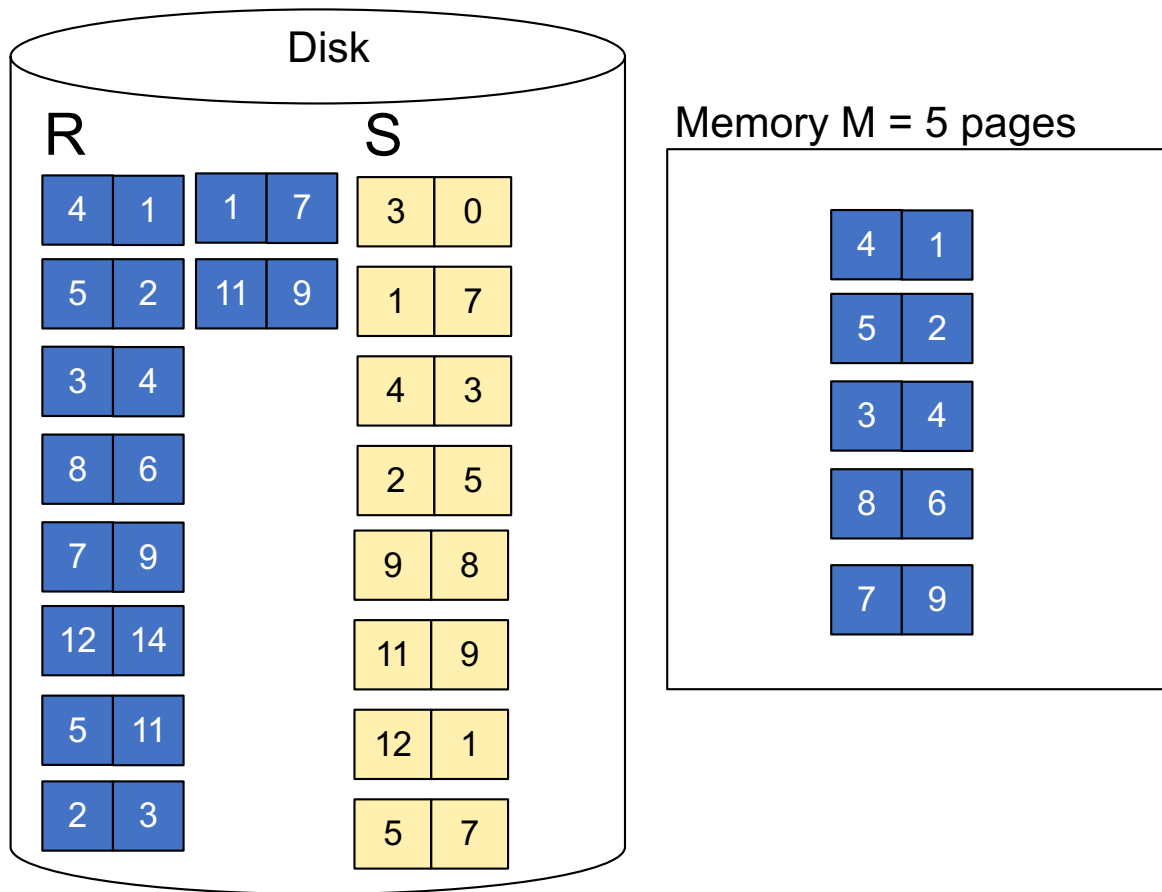 Disk
Memory M = 5 pages
R S
4 1 1 7 3 0
5 2 11 9 1 7
3 4 4 3
8 6 2 5
7 9 9 8
12 14 11 9
5 11 12 1
2 3 5 7
4 1
5 2
3 4
8 6
7 9